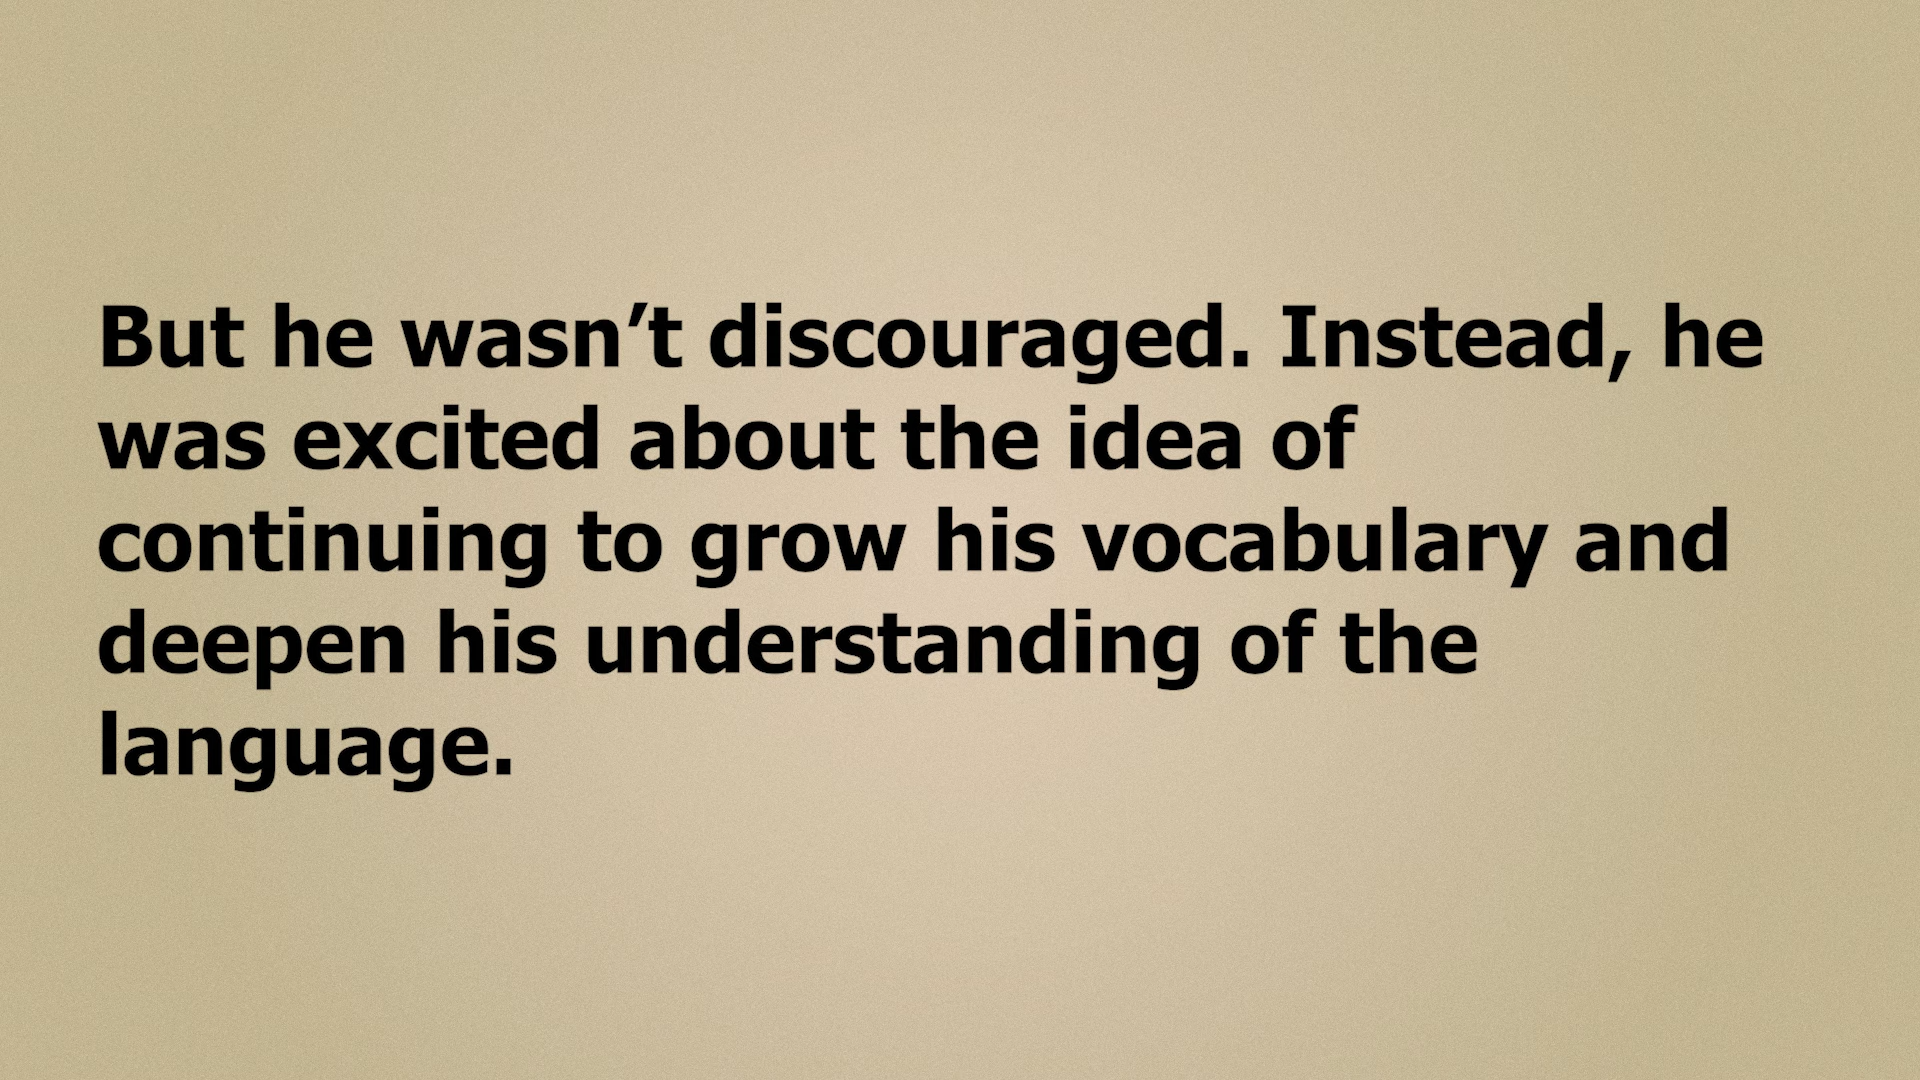 But he wasn’t discouraged. Instead, he
was excited about the idea of
continuing to grow his vocabulary and
deepen his understanding of the
language.